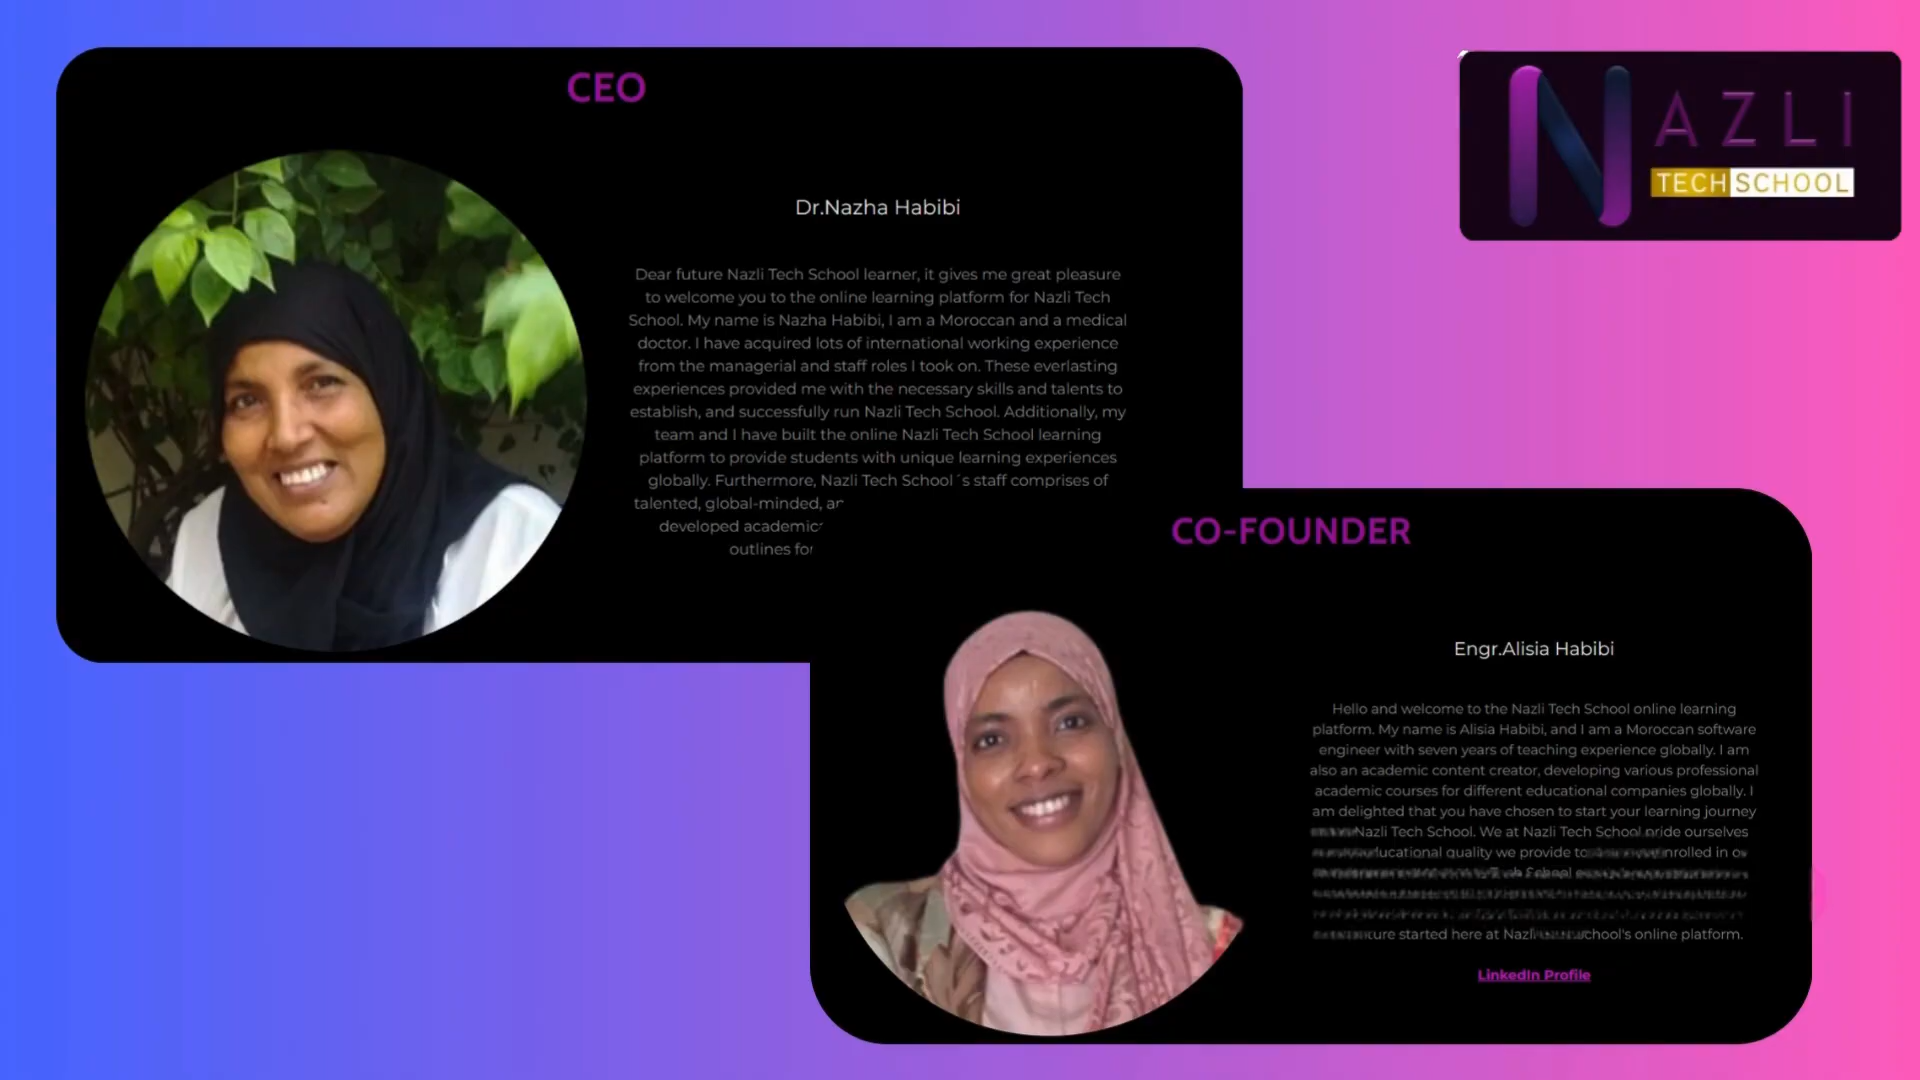 CEO
Dr.Nazha Habibi
Dear future Nazli Tech School learner, it gives me great pleasure
to welcome you to the online learning platform for Nazli Tech
School. My name is Nazha Habibi, I am a Moroccan and a medical
doctor. I have acquired lots of international working experience
from the managerial and staff roles I took on. These everlasting
experiences provided me with the necessary skills and talents to
establish, and successfully run Nazli Tech School. Additionally, my
team and I have built the online Nazli Tech School learning
platform to provide students with unique learning experiences
globally. Furthermore, Nazli Tech School´s staff comprises of
talented, global-minded,
developed
outlines
NAZLI
TECH SCHOOL
CO-FOUNDER
Engr.Alisia Habibi
Hello and welcome to the Nazli Tech School online learning
platform. My name is Alisia Habibi, and I am a Moroccan software
engineer with seven years of teaching experience globally. I am
also an academic content creator, developing various professional
academic courses for different educational companies globally. I
am delighted that you have chosen to start your learning journey
Nazli Tech School. We at Nazli Tech School pride ourselves
quality we provide
School
started here at online platform.
LinkedIn Profile